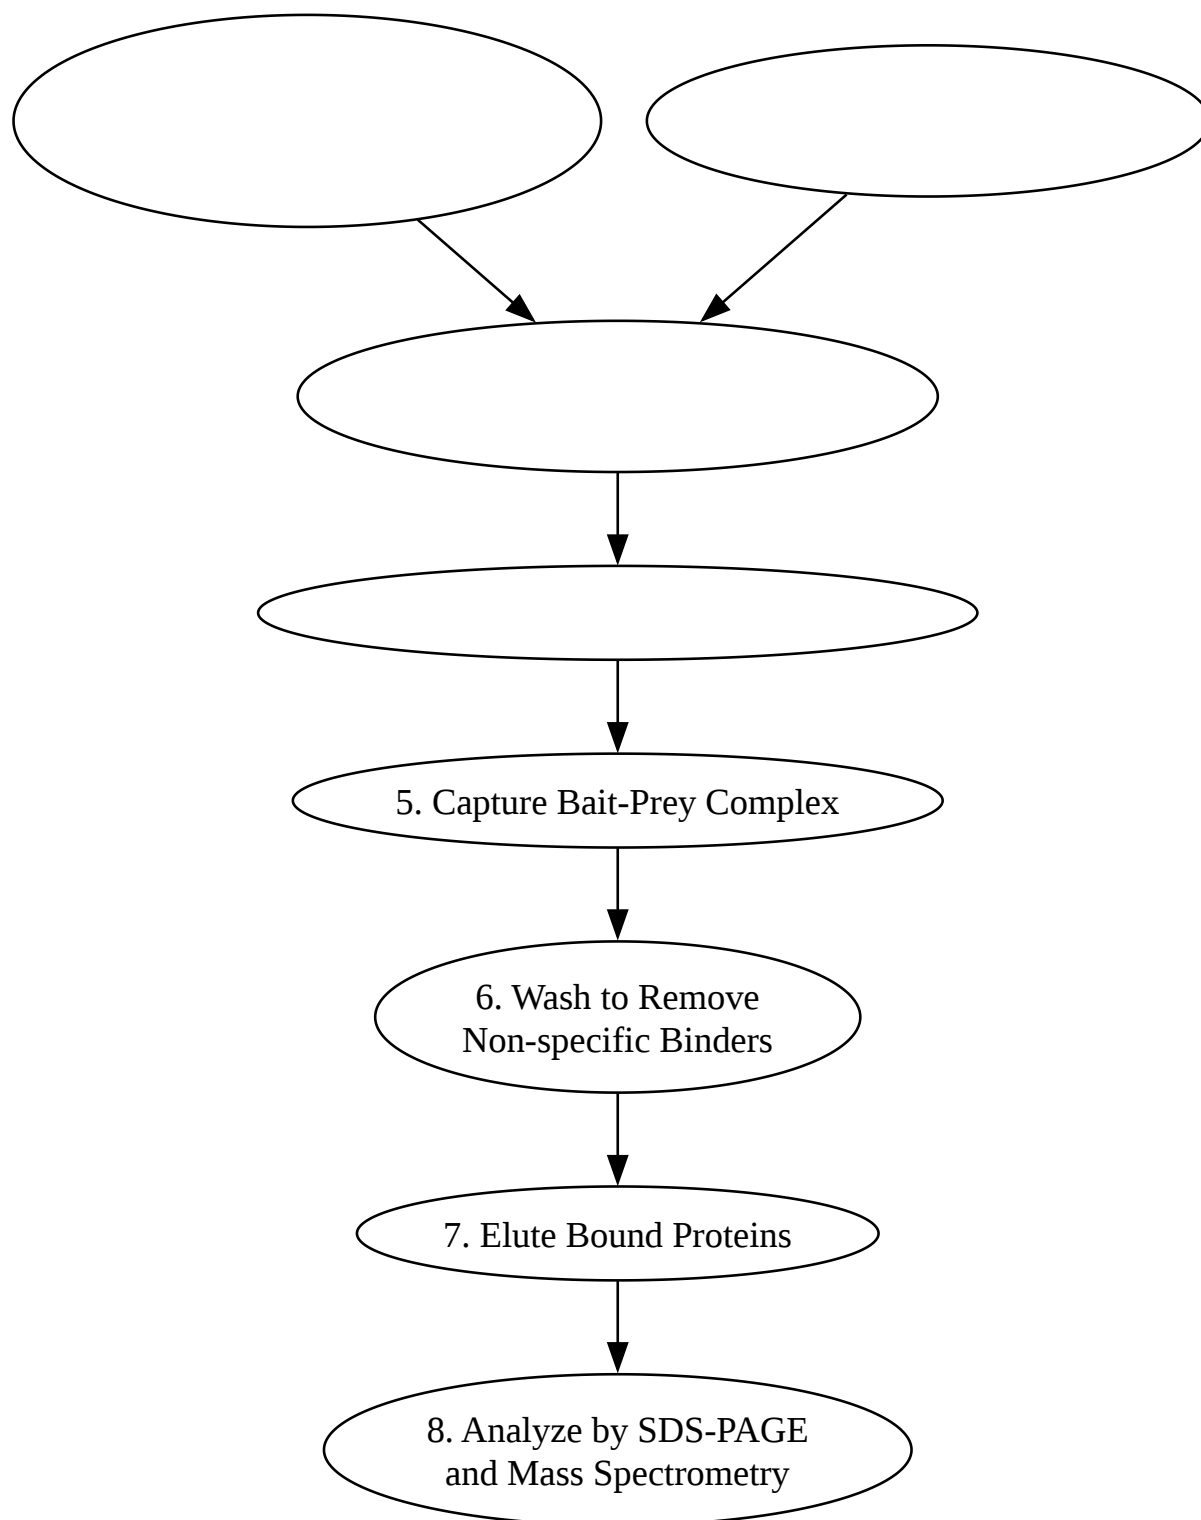 5. Capture Bait-Prey Complex
6. Wash to Remove
Non-specific Binders
7. Elute Bound Proteins
8. Analyze by SDS-PAGE
and Mass Spectrometry